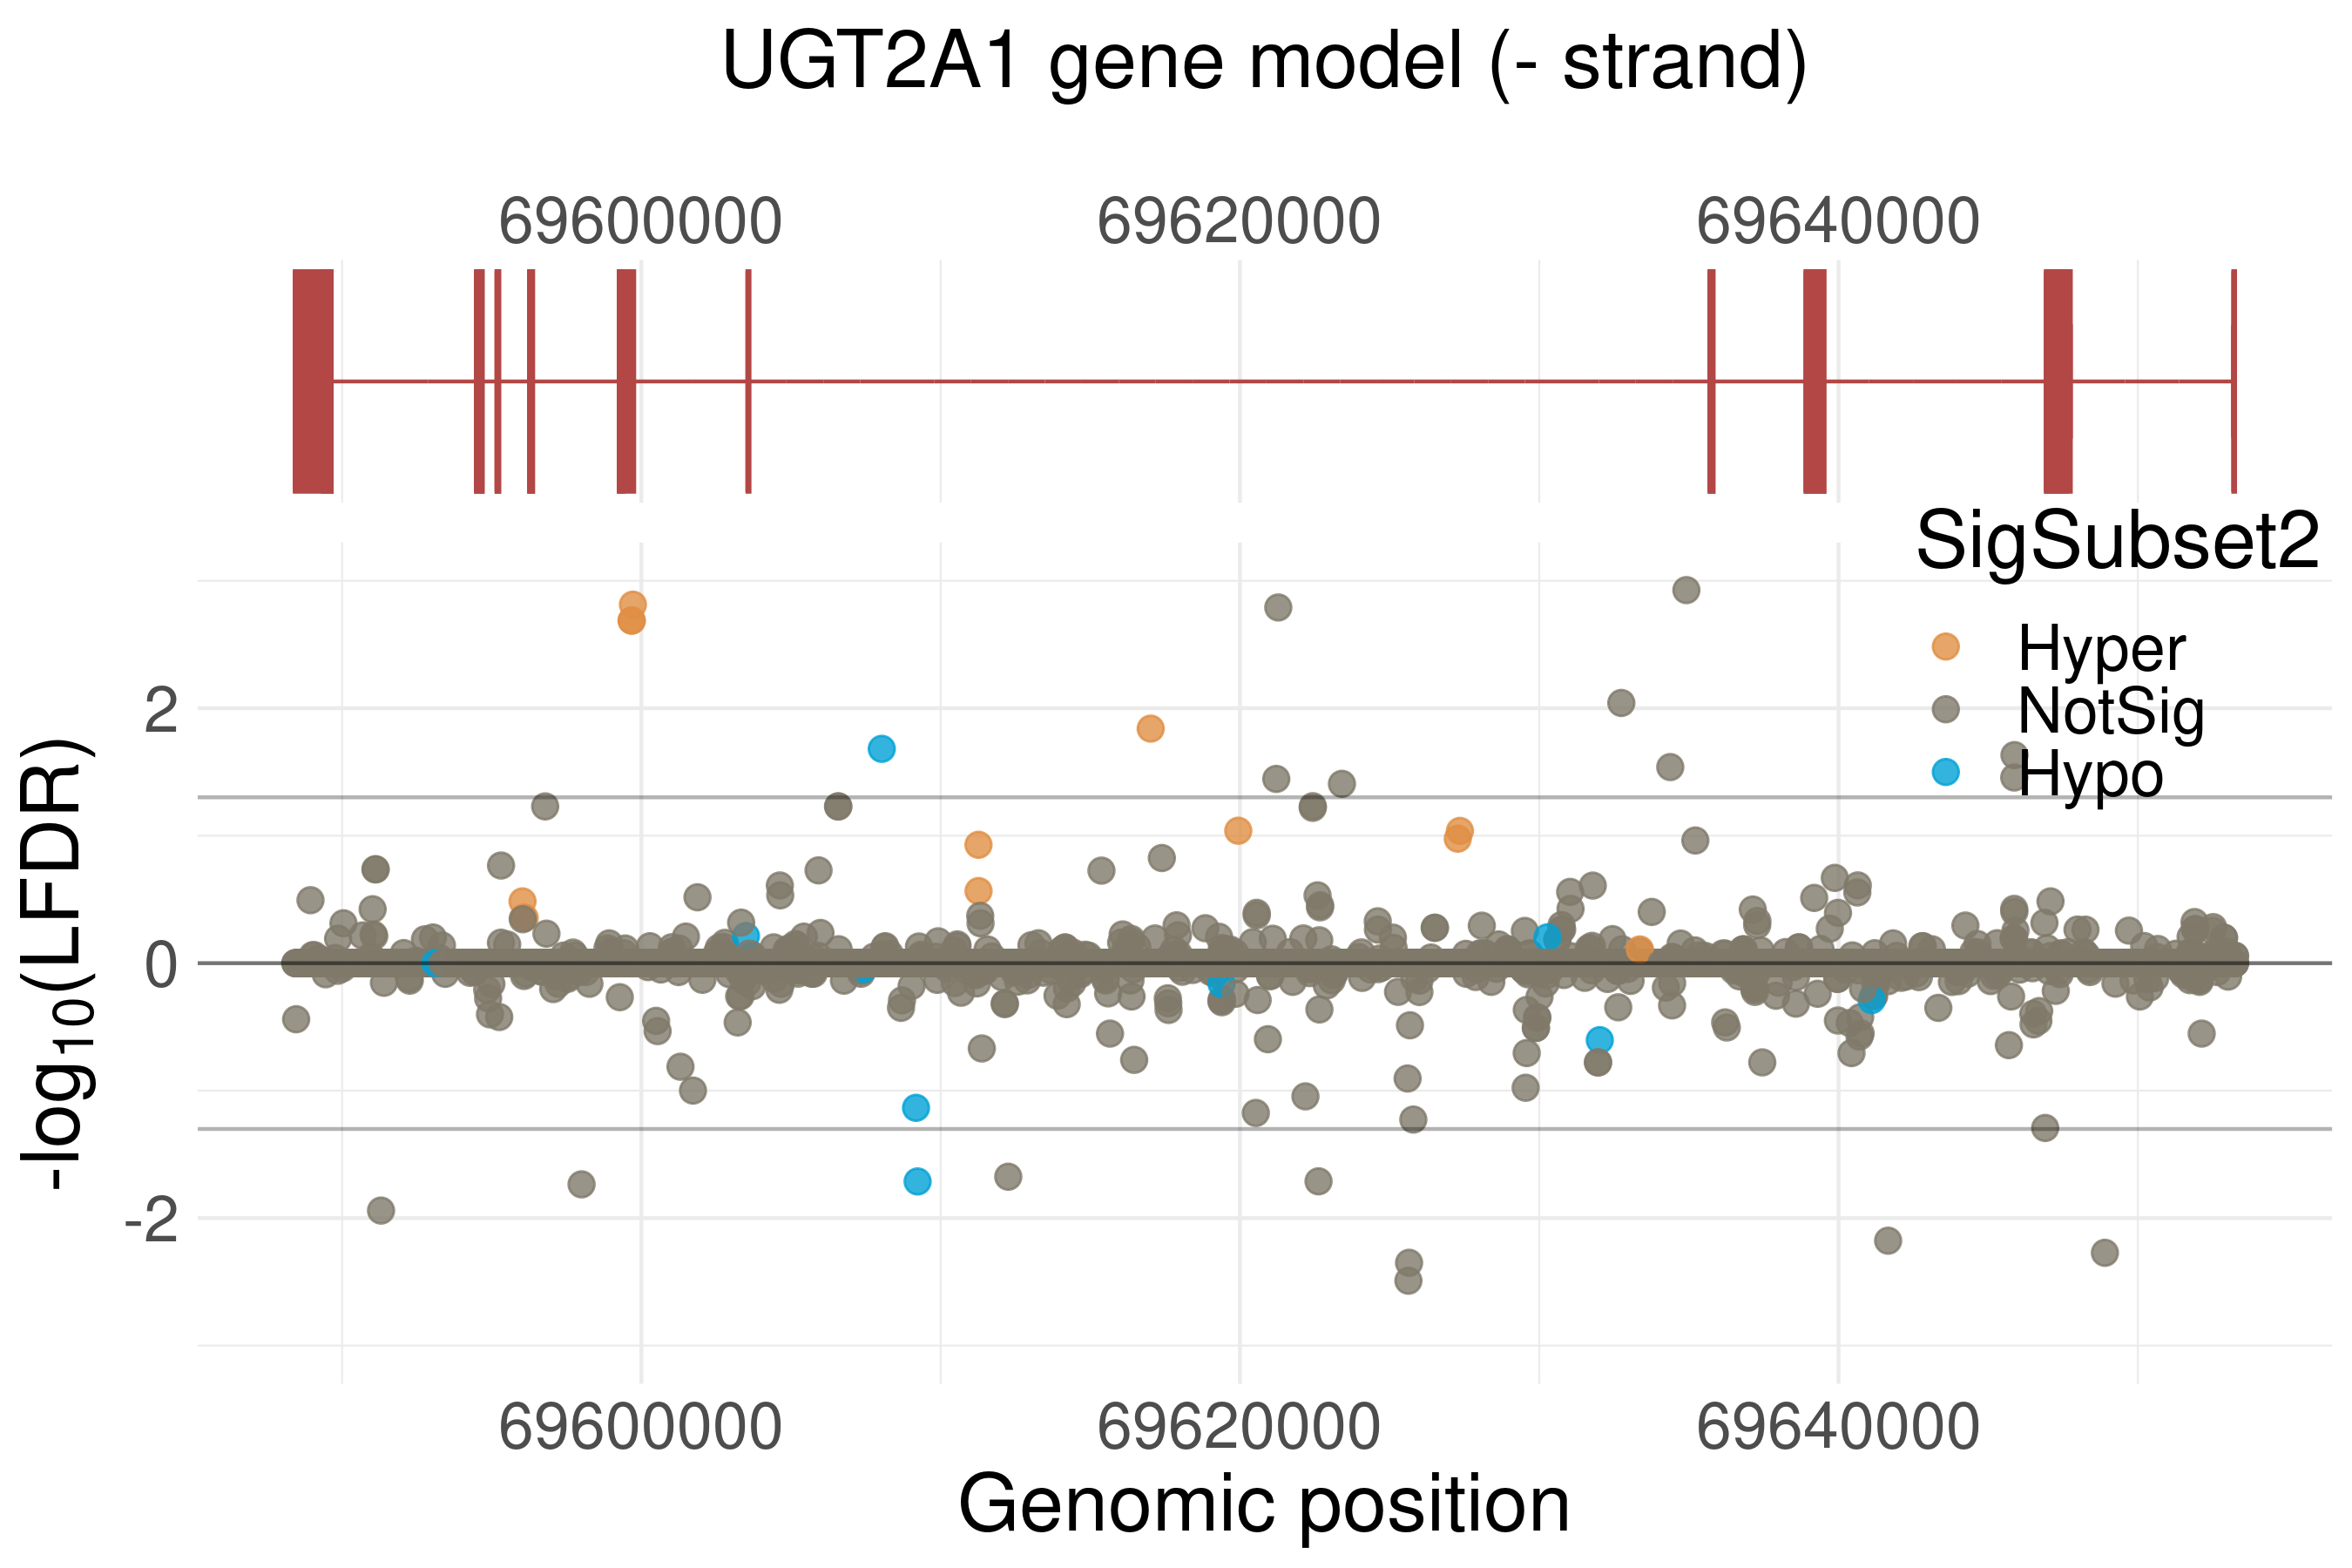 UGT2A1 gene model (- strand)
69600000 69620000 69640000
SigSubset2
Hyper
NotSig
Hypo
2
0
-2
-log10(LFDR)
69600000 69620000 69640000
Genomic position